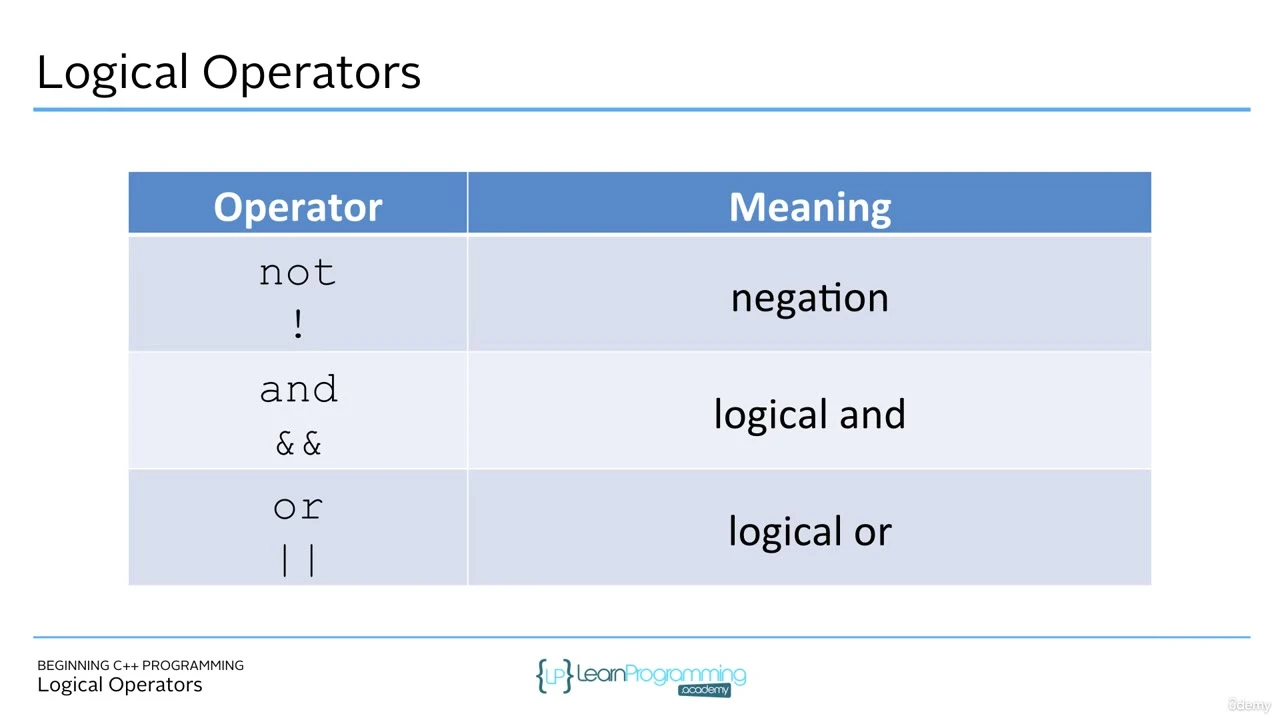 Logical Operators
Operator Meaning
not
!
negation
and
&&
logical and
or
||
logical or
BEGINNING C++ PROGRAMMING
Logical Operators
{LP} LearnProgramming
.academy
ûdemy